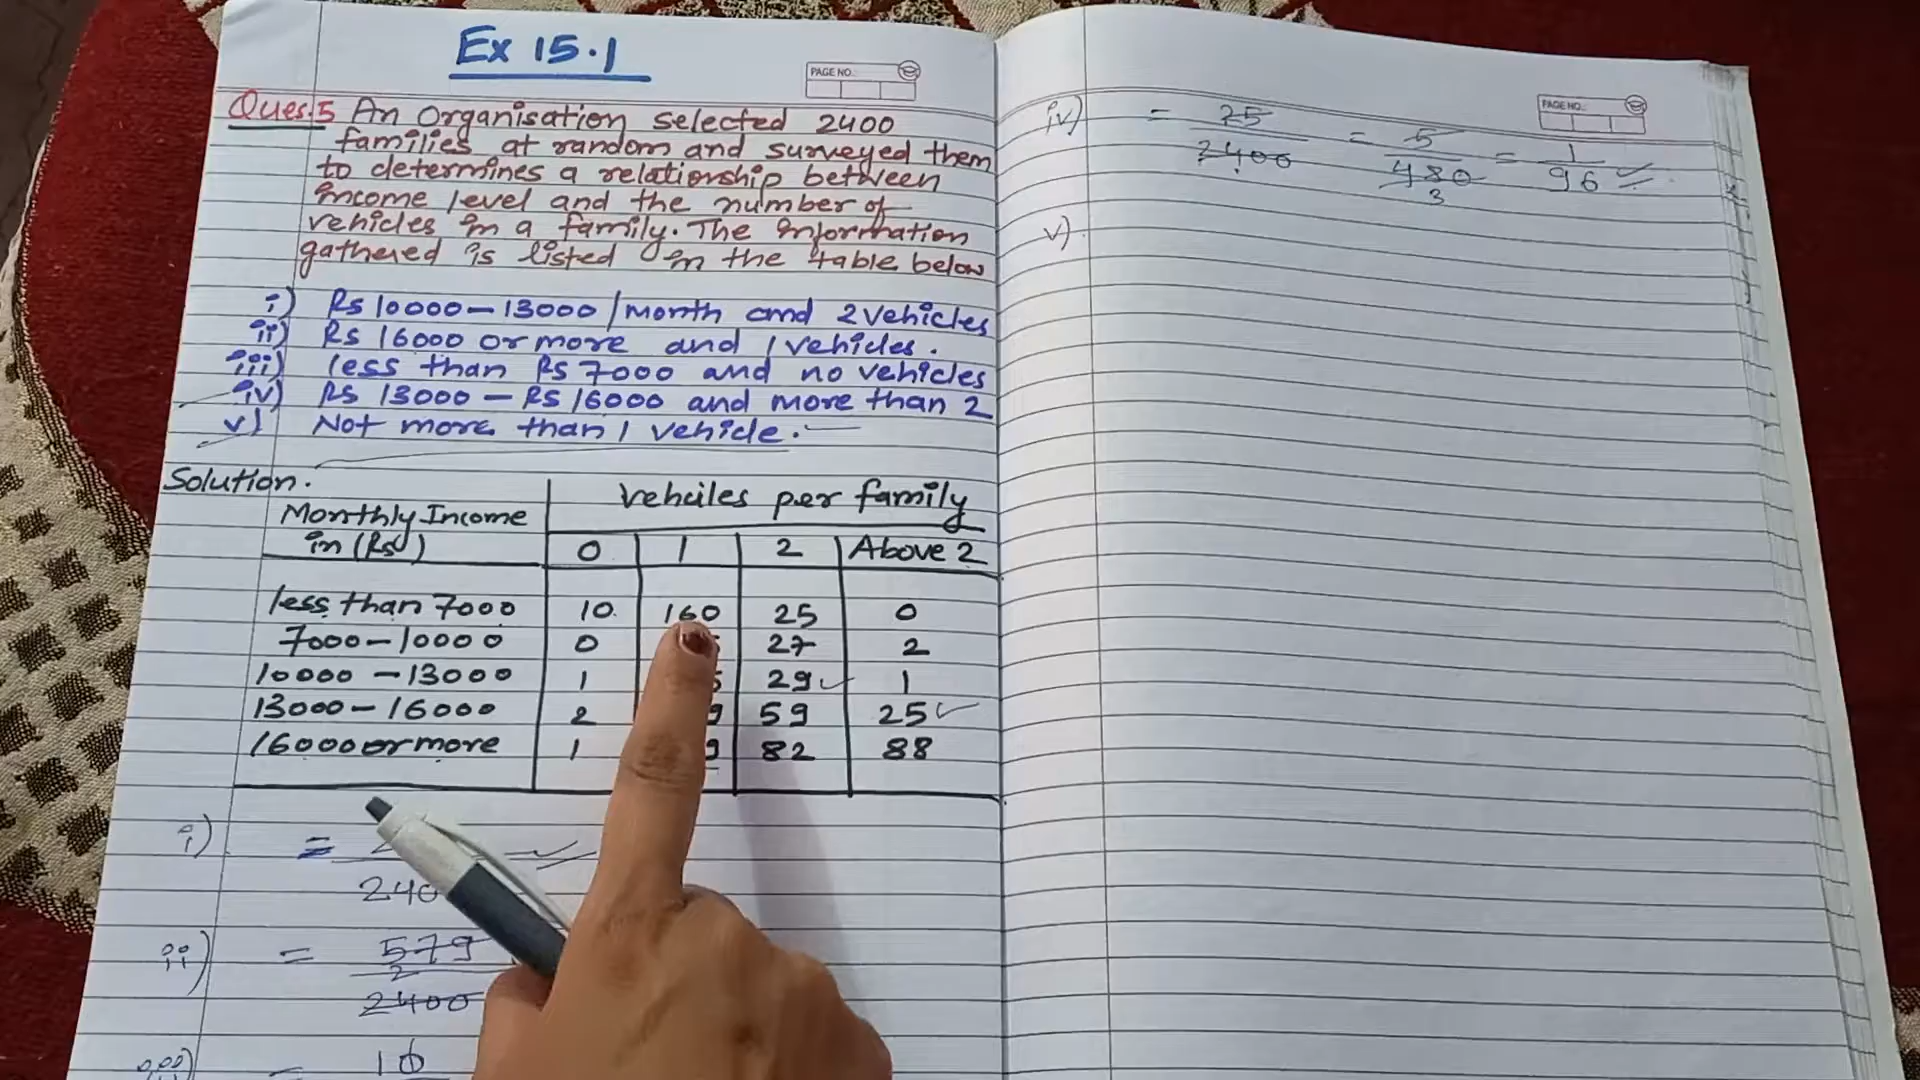 Ex 15.1
PAGE NO.
Ques.5 An Organisation selected 2400
families at random and surveyed them
to determines a relationship between
income level and the number of
vehicles in a family. The information
gathered is listed in the table below
i) Rs 10000-13000/month and 2 vehicles
ii) Rs 16000 or more and 1 vehicles.
iii) less than Rs 7000 and no vehicles
iv) Rs 13000 - Rs 16000 and more than 2
v) Not more than 1 vehicle.
Solution.
Monthly Income in (Rs) Vehciles per family
0 1 2 Above 2
less than 7000 10 160 25 0
7000-10000 0 27 2
10000-13000 1 29 1
13000-16000 2 59 25
16000 or more 1 82 88
i) =
ii) = 579
2400
iii) = 10
PAGE NO.
iv) = 25/2400 = 5/480 = 1/96
3
v)